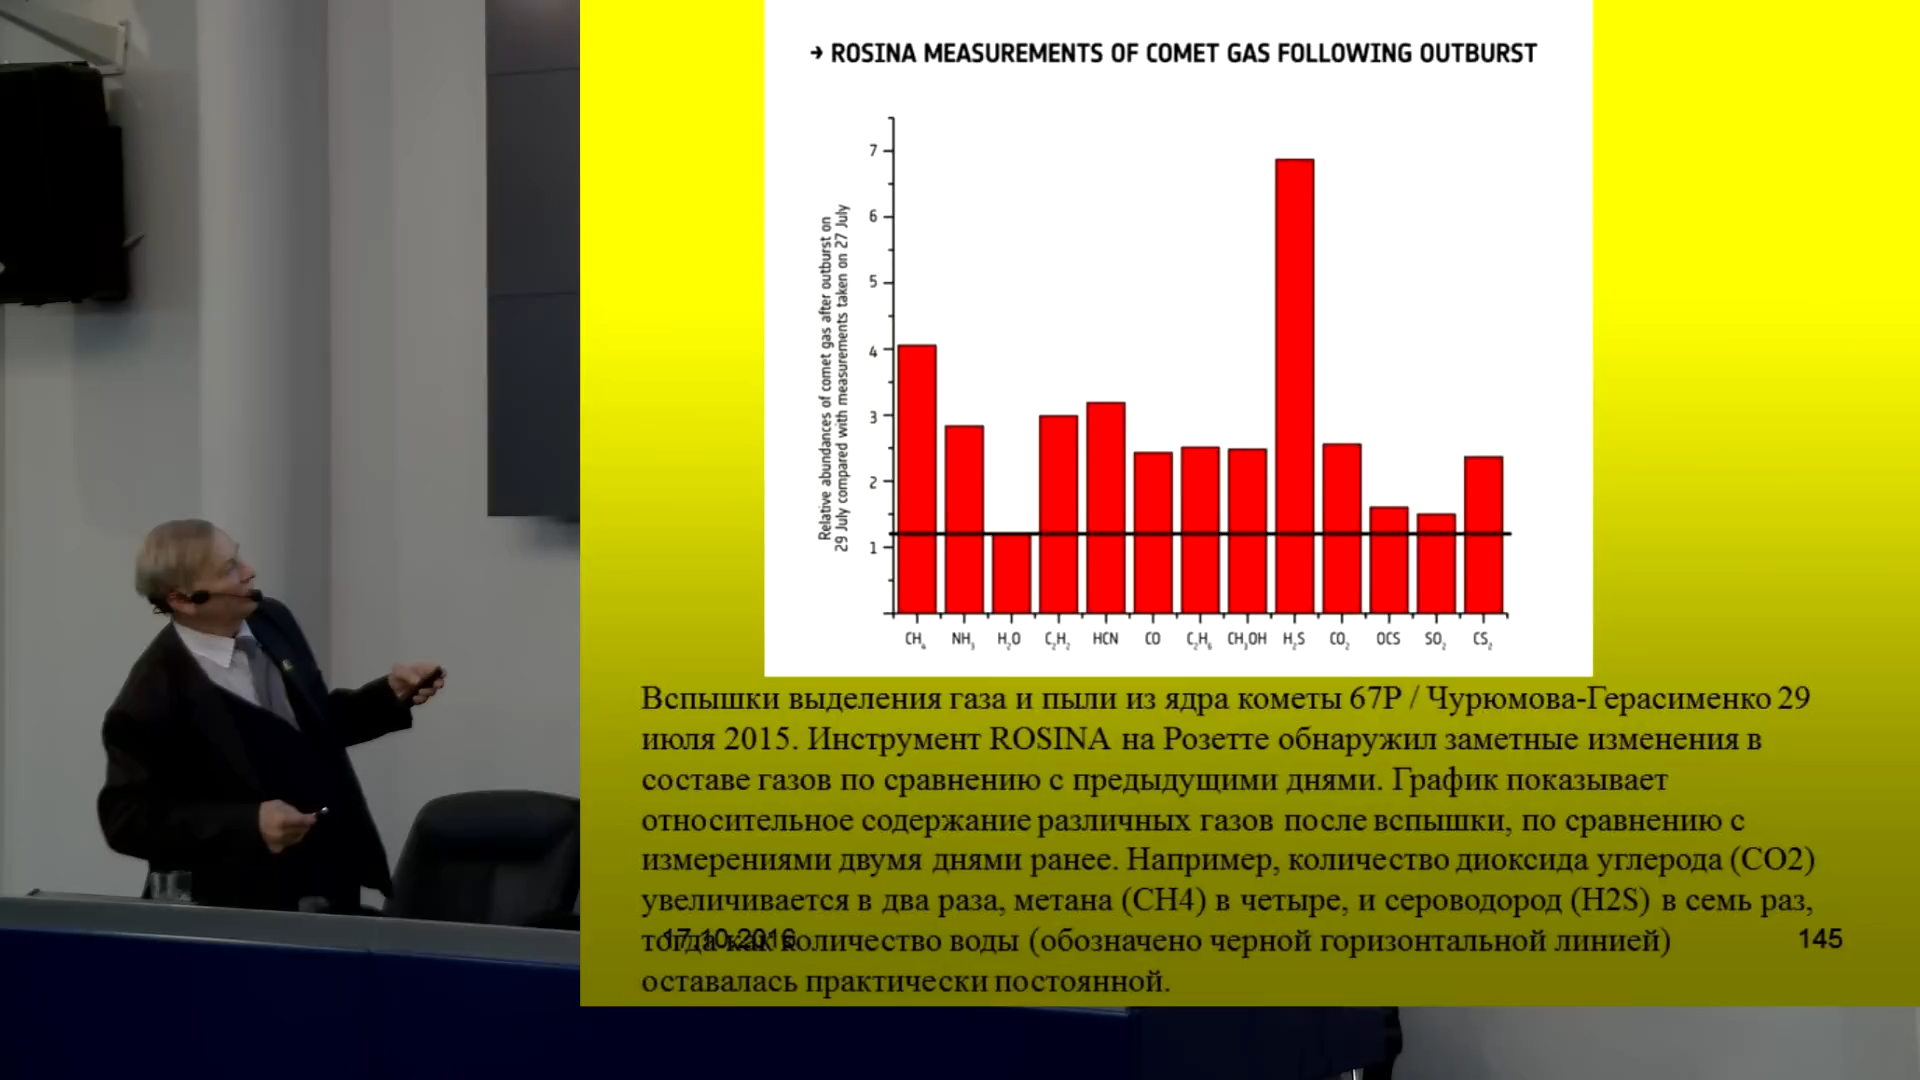 → ROSINA MEASUREMENTS OF COMET GAS FOLLOWING OUTBURST
Relative abundances of comet gas after outburst on
29 July compared with measurements taken on 27 July
7
6
5
4
3
2
1
CH₄ NH₃ H₂O C₂H₂ HCN CO C₂H₆ CH₃OH H₂S CO₂ OCS SO₂ CS₂
Вспышки выделения газа и пыли из ядра кометы 67P / Чурюмова-Герасименко 29
июля 2015. Инструмент ROSINA на Розетте обнаружил заметные изменения в
составе газов по сравнению с предыдущими днями. График показывает
относительное содержание различных газов после вспышки, по сравнению с
измерениями двумя днями ранее. Например, количество диоксида углерода (CO2)
увеличивается в два раза, метана (CH4) в четыре, и сероводород (H2S) в семь раз,
тогда как количество воды (обозначено черной горизонтальной линией)
оставалась практически постоянной.
17.10.2016
145